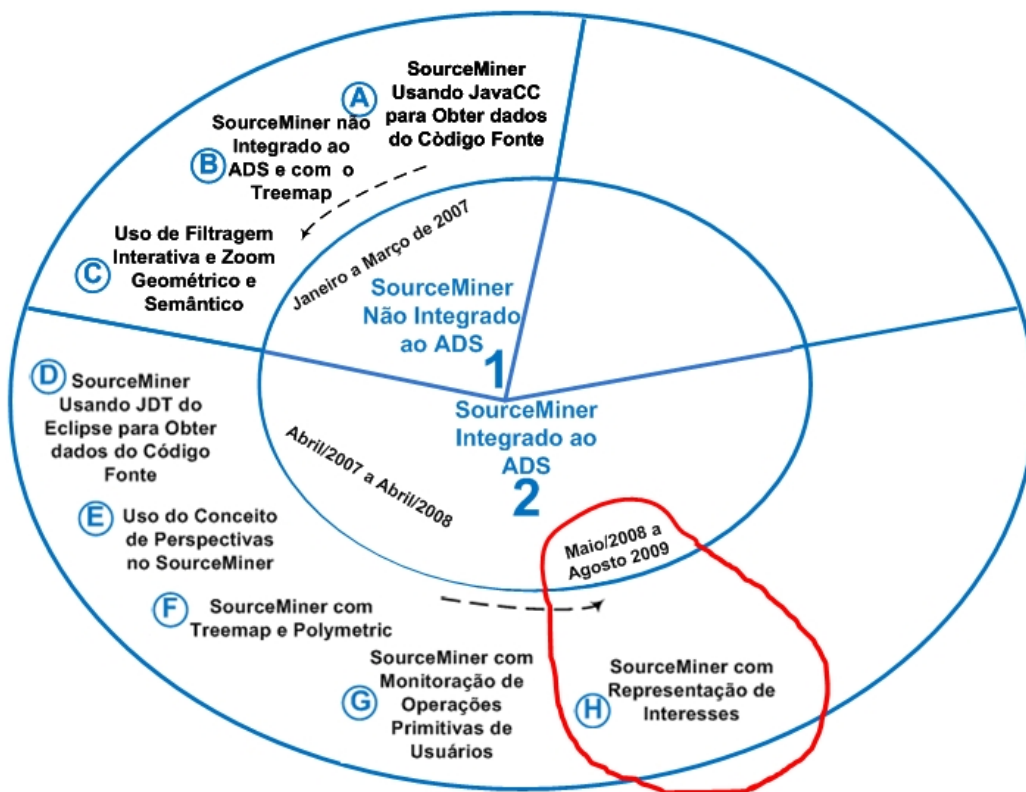 A
SourceMiner
Usando JavaCC
para Obter dados
do Còdigo Fonte
B
SourceMiner não
Integrado ao
ADS e com o
Treemap
C
Uso de Filtragem
Interativa e Zoom
Geométrico e
Semântico
Janeiro a Março de 2007
SourceMiner
Não Integrado
ao ADS
1
SourceMiner
Integrado ao
ADS
2
D
SourceMiner
Usando JDT do
Eclipse para Obter
dados do Código
Fonte
Abril/2007 a Abril/2008
E
Uso do Conceito
de Perspectivas
no SourceMiner
F
SourceMiner com
Treemap e Polymetric
G
SourceMiner com
Monitoração de
Operações
Primitivas de
Usuários
Maio/2008 a
Agosto 2009
H
SourceMiner com
Representação de
Interesses